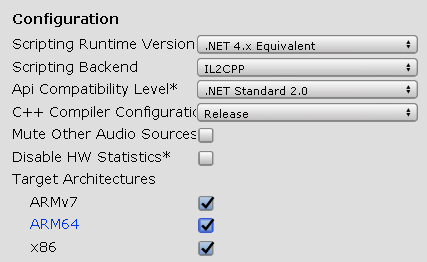 Configuration
Scripting Runtime Version .NET 4.x Equivalent
Scripting Backend IL2CPP
Api Compatibility Level* .NET Standard 2.0
C++ Compiler Configuratio Release
Mute Other Audio Sources
Disable HW Statistics*
Target Architectures
ARMv7
ARM64
x86